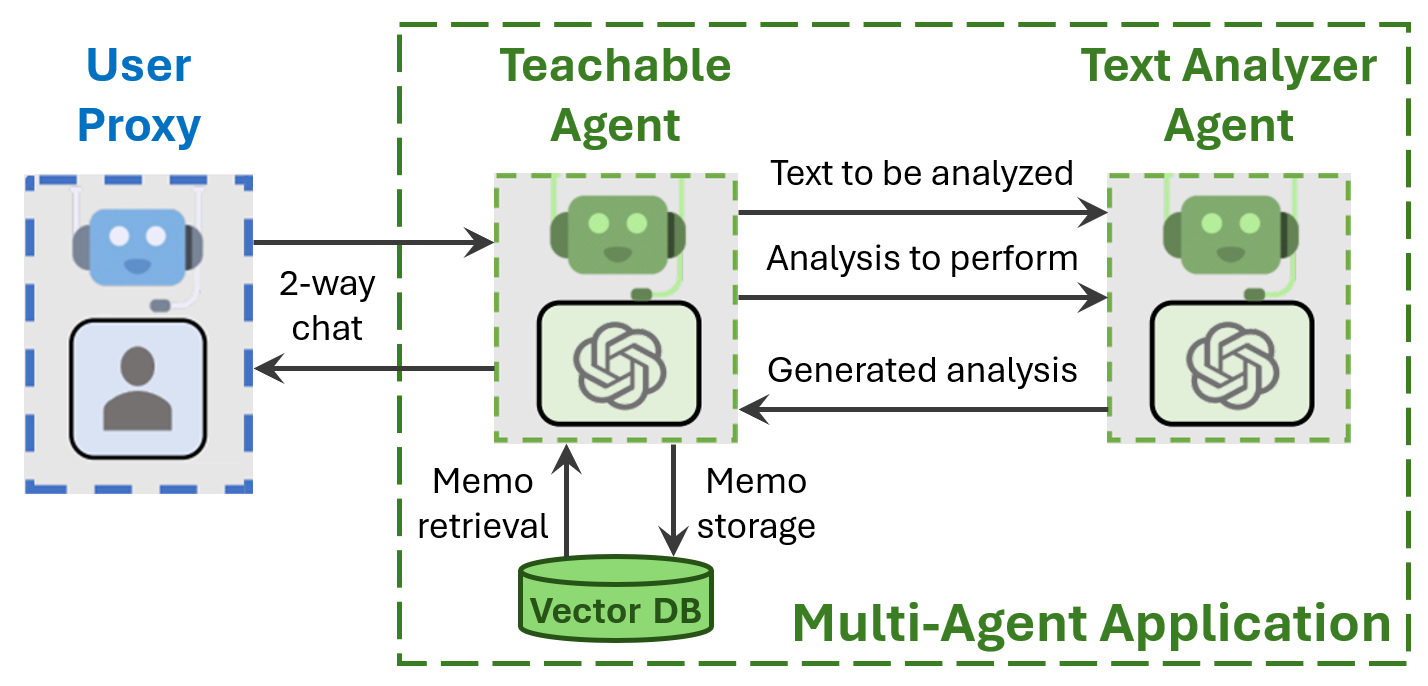 User
Proxy
Teachable
Agent
Text Analyzer
Agent
Text to be analyzed
Analysis to perform
2-way
chat
Generated analysis
Memo
retrieval
Memo
storage
Vector DB
Multi-Agent Application